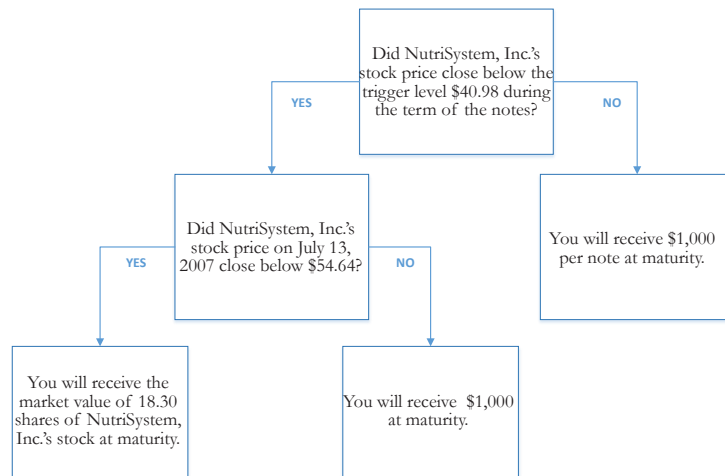 Did NutriSystem, Inc.'s
stock price close below the
trigger level $40.98 during
the term of the notes?
YES
NO
Did NutriSystem, Inc.'s
stock price on July 13,
2007 close below $54.64?
You will receive $1,000
per note at maturity.
YES
NO
You will receive the
market value of 18.30
shares of NutriSystem,
Inc.'s stock at maturity.
You will receive $1,000
at maturity.